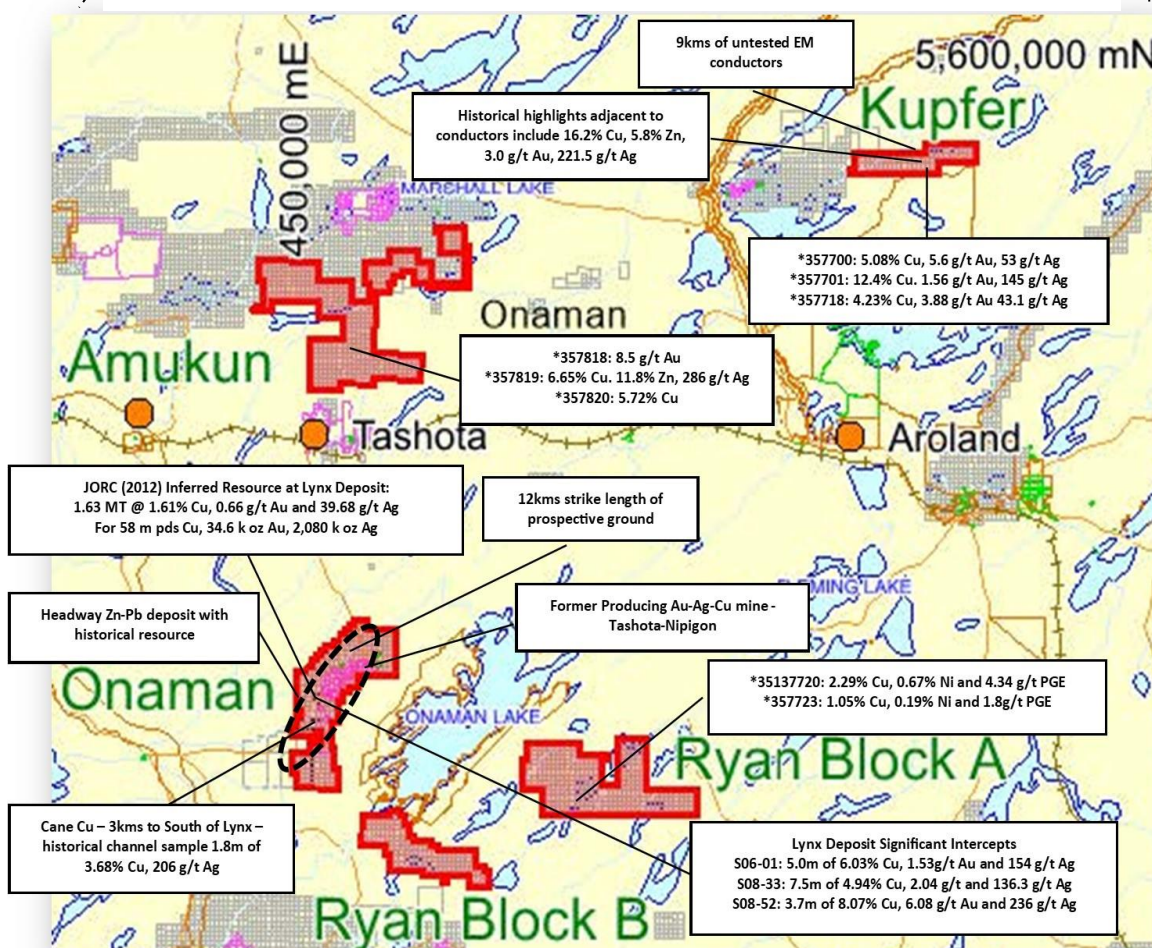 9kms of untested EM
conductors
5,600,000 mN
450,000 mE
Kupfer
Historical highlights adjacent to
conductors include 16.2% Cu, 5.8% Zn,
3.0 g/t Au, 221.5 g/t Ag
MARSHALL LAKE
*357700: 5.08% Cu, 5.6 g/t Au, 53 g/t Ag
*357701: 12.4% Cu. 1.56 g/t Au, 145 g/t Ag
*357718: 4.23% Cu, 3.88 g/t Au 43.1 g/t Ag
Onaman
Amukun
*357818: 8.5 g/t Au
*357819: 6.65% Cu. 11.8% Zn, 286 g/t Ag
*357820: 5.72% Cu
Tashota
Aroland
JORC (2012) Inferred Resource at Lynx Deposit:
1.63 MT @ 1.61% Cu, 0.66 g/t Au and 39.68 g/t Ag
For 58 m pds Cu, 34.6 k oz Au, 2,080 k oz Ag
12kms strike length of
prospective ground
FLEMING LAKE
Headway Zn-Pb deposit with
historical resource
Former Producing Au-Ag-Cu mine -
Tashota-Nipigon
Onaman
ONAMAN LAKE
*35137720: 2.29% Cu, 0.67% Ni and 4.34 g/t PGE
*357723: 1.05% Cu, 0.19% Ni and 1.8g/t PGE
Ryan Block A
Cane Cu – 3kms to South of Lynx –
historical channel sample 1.8m of
3.68% Cu, 206 g/t Ag
Lynx Deposit Significant Intercepts
S06-01: 5.0m of 6.03% Cu, 1.53g/t Au and 154 g/t Ag
S08-33: 7.5m of 4.94% Cu, 2.04 g/t and 136.3 g/t Ag
S08-52: 3.7m of 8.07% Cu, 6.08 g/t Au and 236 g/t Ag
Ryan Block B